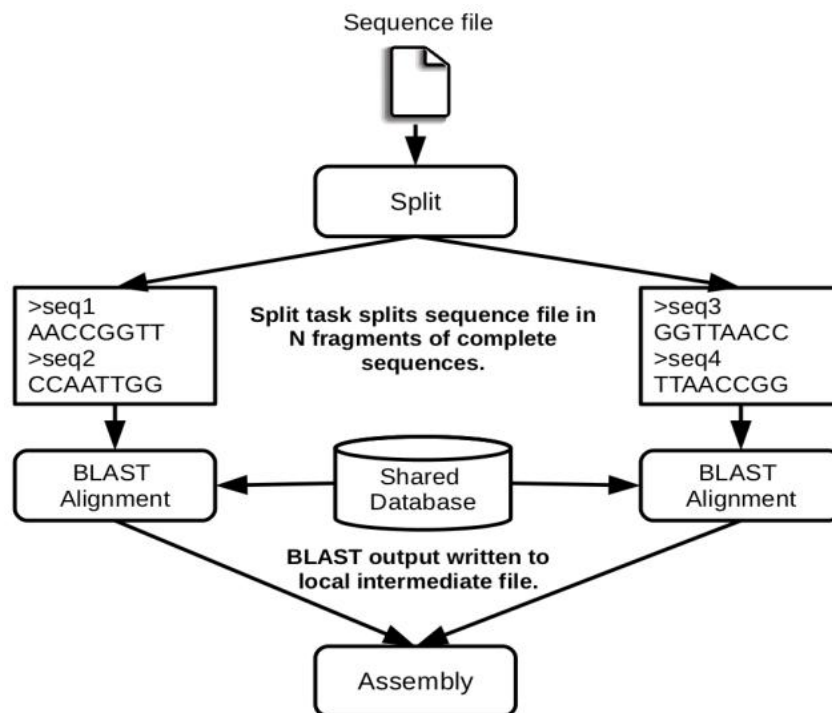 Sequence file
Split
>seq1
AACCGGTT
>seq2
CCAATTGG
Split task splits sequence file in
N fragments of complete
sequences.
>seq3
GGTTAACC
>seq4
TTAACCGG
BLAST
Alignment
Shared
Database
BLAST
Alignment
BLAST output written to
local intermediate file.
Assembly